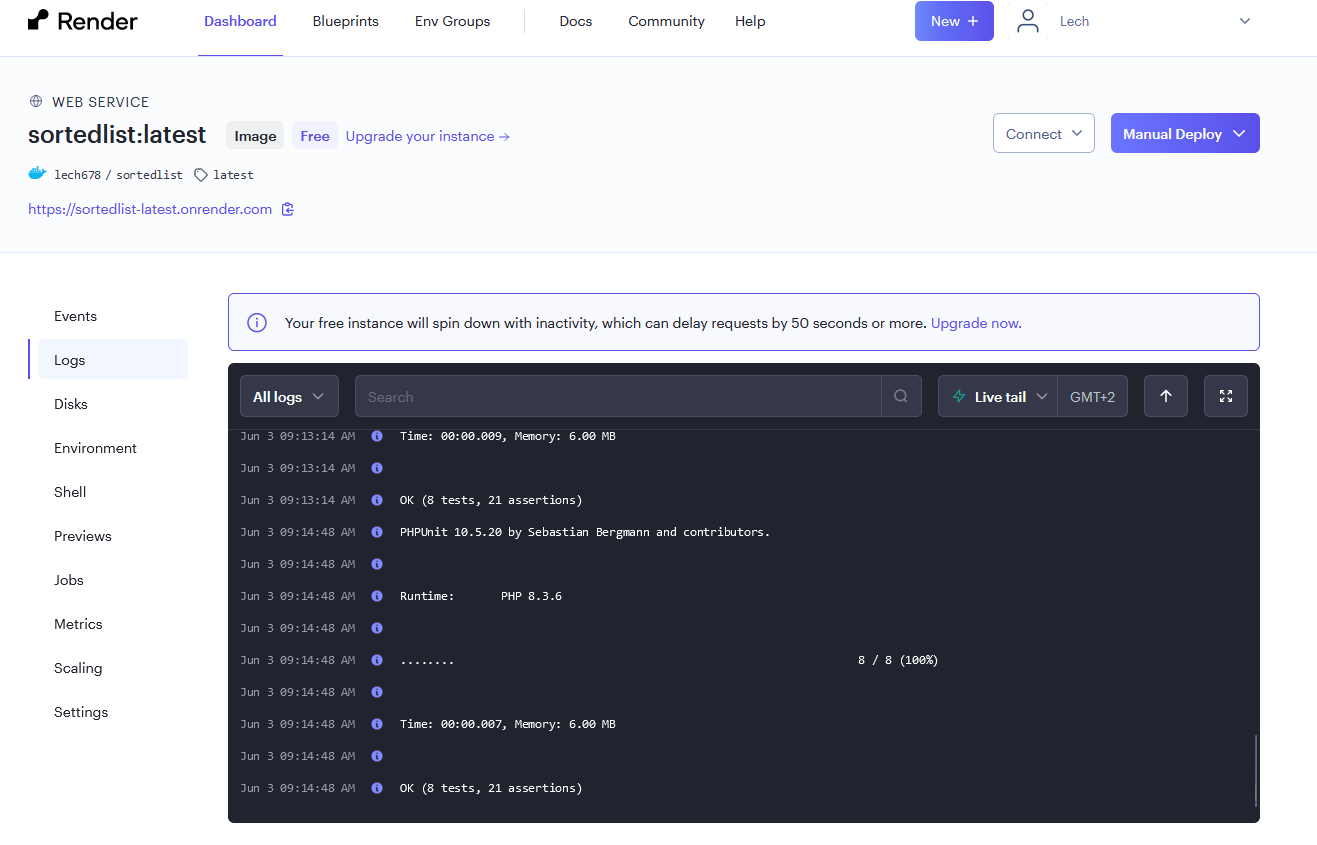 Render Dashboard Blueprints Env Groups Docs Community Help New + Lech
WEB SERVICE
sortedlist:latest Image Free Upgrade your instance → Connect Manual Deploy
lech678 / sortedlist latest
https://sortedlist-latest.onrender.com
Events
Logs
Disks
Environment
Shell
Previews
Jobs
Metrics
Scaling
Settings
Your free instance will spin down with inactivity, which can delay requests by 50 seconds or more. Upgrade now.
All logs Search Live tail GMT+2
Jun 3 09:13:14 AM Time: 00:00.009, Memory: 6.00 MB
Jun 3 09:13:14 AM
Jun 3 09:13:14 AM OK (8 tests, 21 assertions)
Jun 3 09:14:48 AM PHPUnit 10.5.20 by Sebastian Bergmann and contributors.
Jun 3 09:14:48 AM
Jun 3 09:14:48 AM Runtime: PHP 8.3.6
Jun 3 09:14:48 AM
Jun 3 09:14:48 AM ........ 8 / 8 (100%)
Jun 3 09:14:48 AM
Jun 3 09:14:48 AM Time: 00:00.007, Memory: 6.00 MB
Jun 3 09:14:48 AM
Jun 3 09:14:48 AM OK (8 tests, 21 assertions)